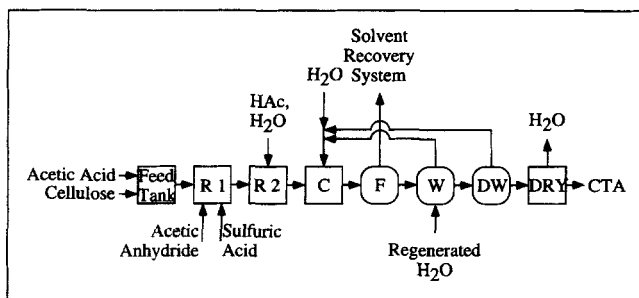 Solvent
Recovery
System
H₂O
HAc,
H₂O
H₂O
Acetic Acid
Cellulose
Feed
Tank
R 1
R 2
C
F
W
DW
DRY
CTA
Acetic
Anhydride
Sulfuric
Acid
Regenerated
H₂O